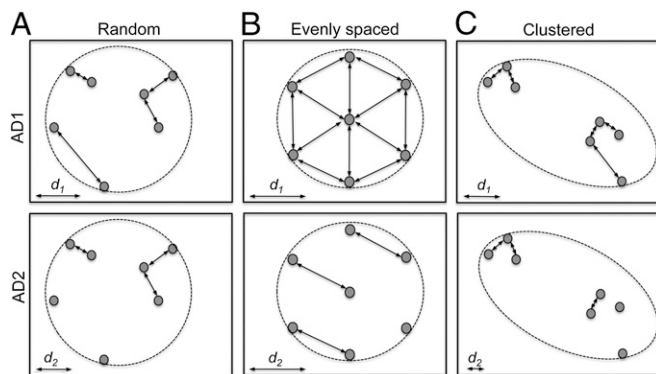 A Random B Evenly spaced C Clustered
AD1
d1 d1 d1
AD2
d2 d2 d2